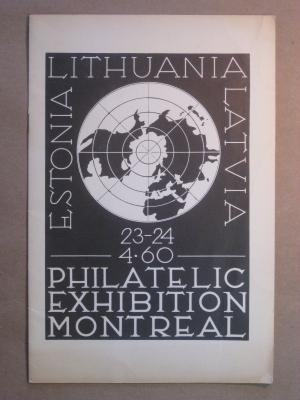 LITHUANIA
ESTONIA
LATVIA
23-24
4·60
PHILATELIC
EXHIBITION
MONTREAL